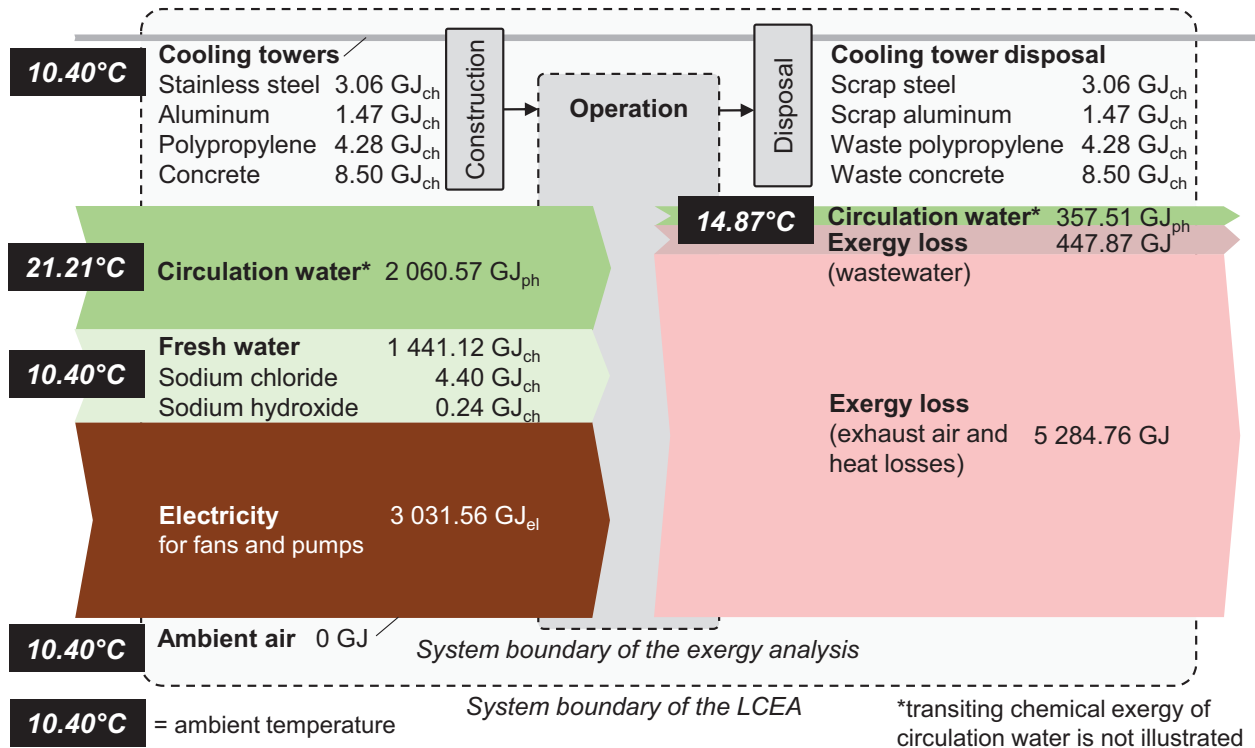 10.40°C
Cooling towers
Stainless steel 3.06 GJch
Aluminum 1.47 GJch
Polypropylene 4.28 GJch
Concrete 8.50 GJch
Construction
Operation
Disposal
Cooling tower disposal
Scrap steel 3.06 GJch
Scrap aluminum 1.47 GJch
Waste polypropylene 4.28 GJch
Waste concrete 8.50 GJch
21.21°C
Circulation water* 2 060.57 GJph
10.40°C
Fresh water 1 441.12 GJch
Sodium chloride 4.40 GJch
Sodium hydroxide 0.24 GJch
Electricity 3 031.56 GJel
for fans and pumps
14.87°C
Circulation water* 357.51 GJph
Exergy loss 447.87 GJ
(wastewater)
Exergy loss
(exhaust air and 5 284.76 GJ
heat losses)
10.40°C
Ambient air 0 GJ
System boundary of the exergy analysis
System boundary of the LCEA
10.40°C = ambient temperature
*transiting chemical exergy of
circulation water is not illustrated